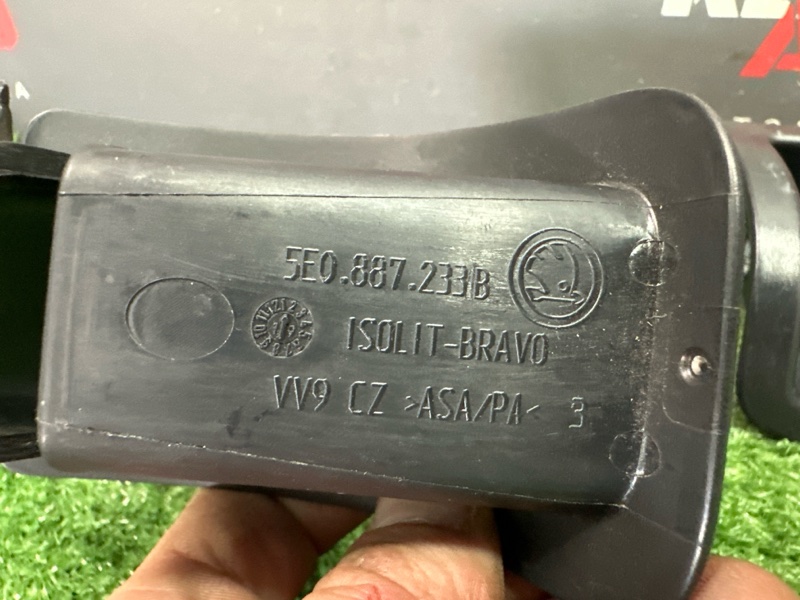 5E0.887.233B
ISOLIT-BRAVO
VV9 CZ >ASA/PA< 3